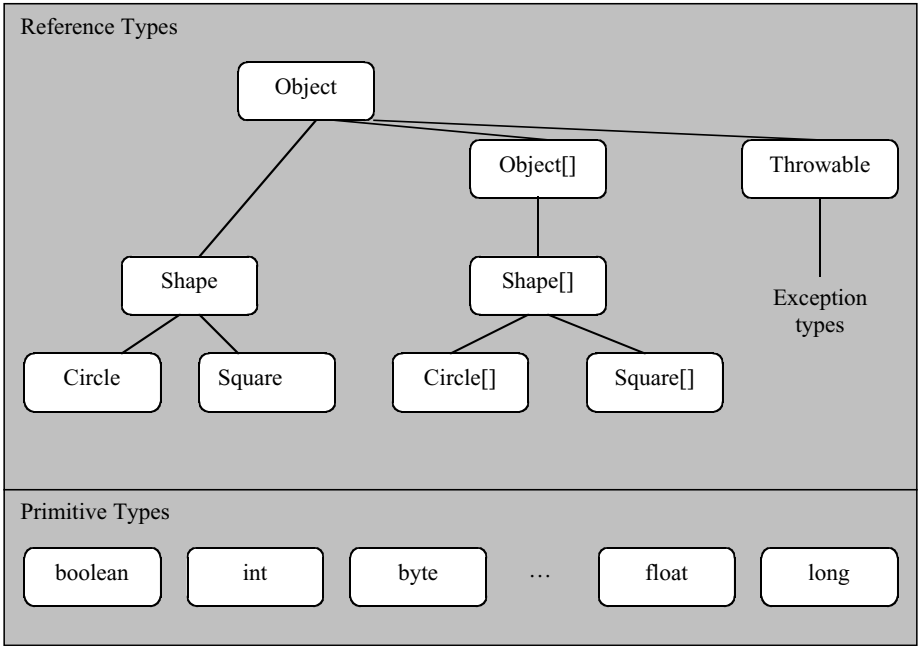 Reference Types
Object
Object[]
Throwable
Shape
Shape[]
Exception
types
Circle
Square
Circle[]
Square[]
Primitive Types
boolean
int
byte
...
float
long